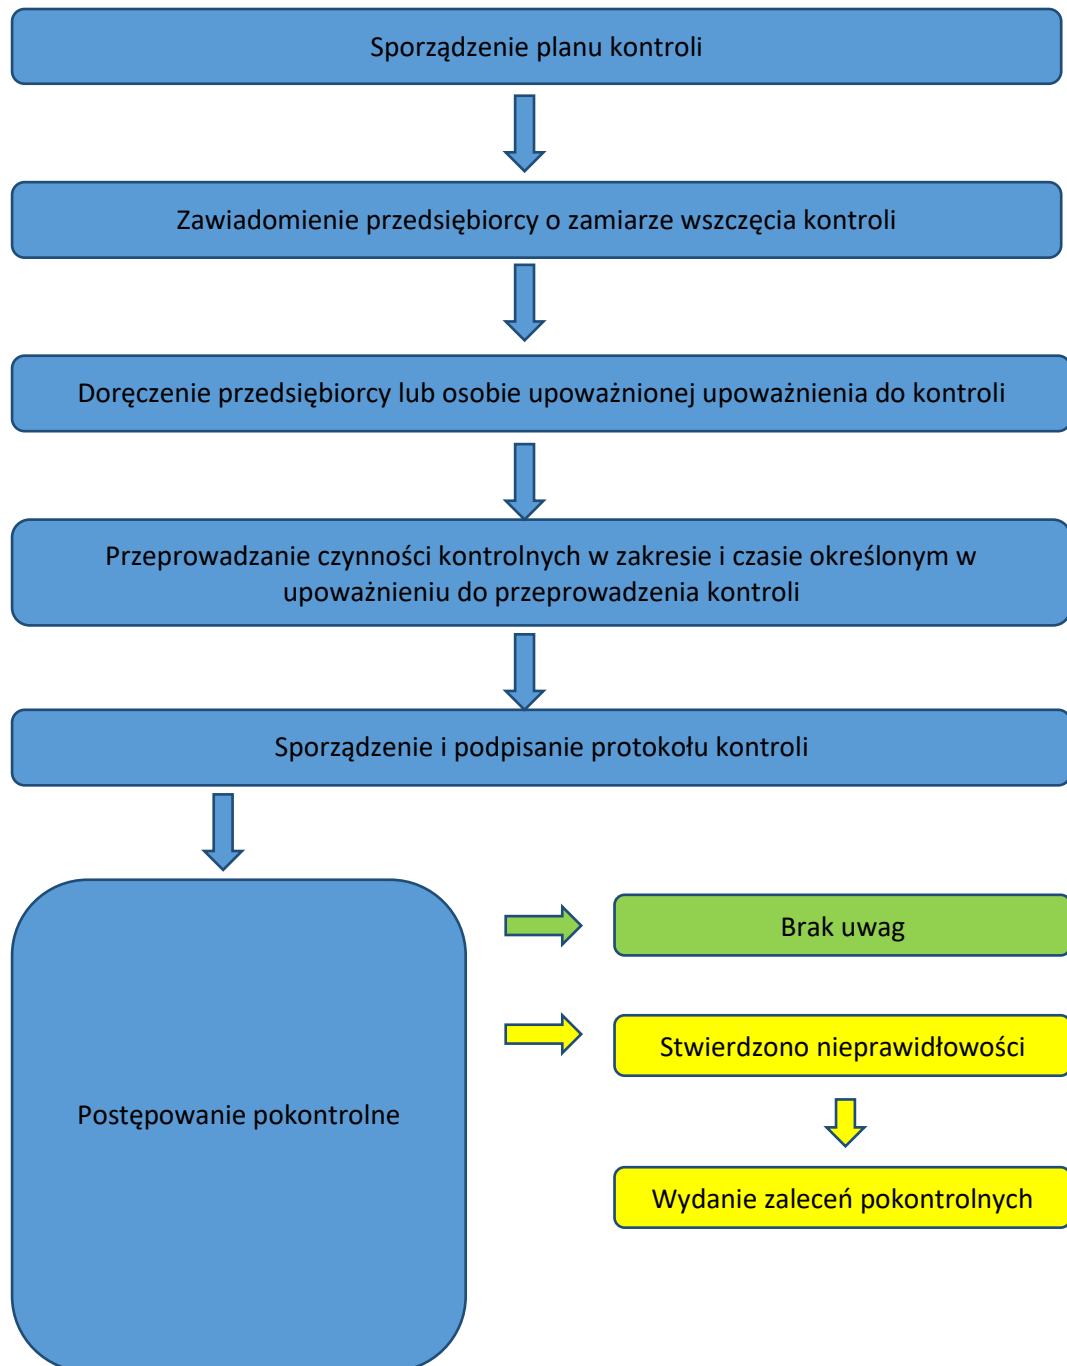 Sporządzenie planu kontroli
Zawiadomienie przedsiębiorcy o zamiarze wszczęcia kontroli
Doręczenie przedsiębiorcy lub osobie upoważnionej upoważnienia do kontroli
Przeprowadzanie czynności kontrolnych w zakresie i czasie określonym w
upoważnieniu do przeprowadzenia kontroli
Sporządzenie i podpisanie protokołu kontroli
Brak uwag
Stwierdzono nieprawidłowości
Postępowanie pokontrolne
Wydanie zaleceń pokontrolnych